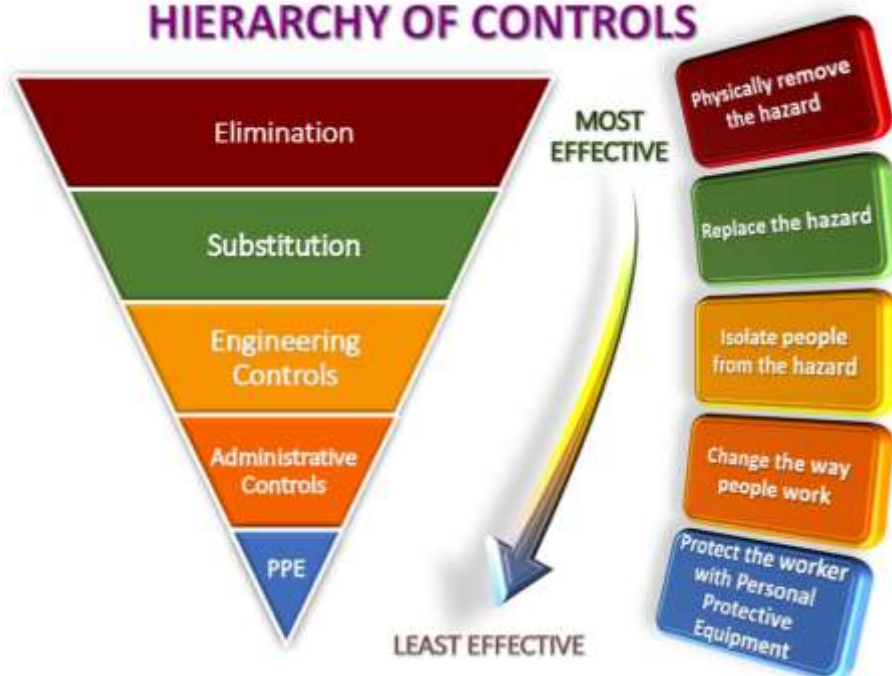 HIERARCHY OF CONTROLS
Elimination
Substitution
Engineering
Controls
Administrative
Controls
PPE
MOST
EFFECTIVE
LEAST EFFECTIVE
Physically remove
the hazard
Replace the hazard
Isolate people
from the hazard
Change the way
people work
Protect the worker
with Personal
Protective
Equipment